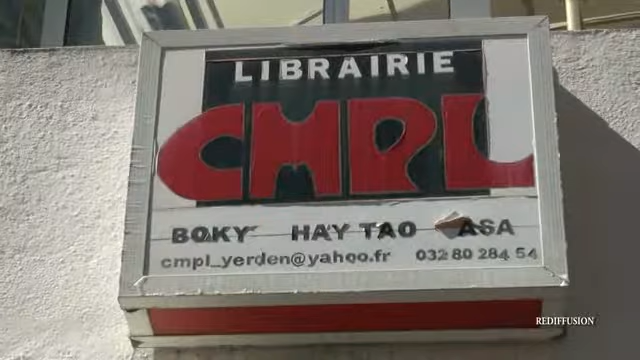 LIBRAIRIE
CMPL
BOKY HAY TAO ASA
cmpl_yerden@yahoo.fr 032 80 284 54
REDIFFUSION